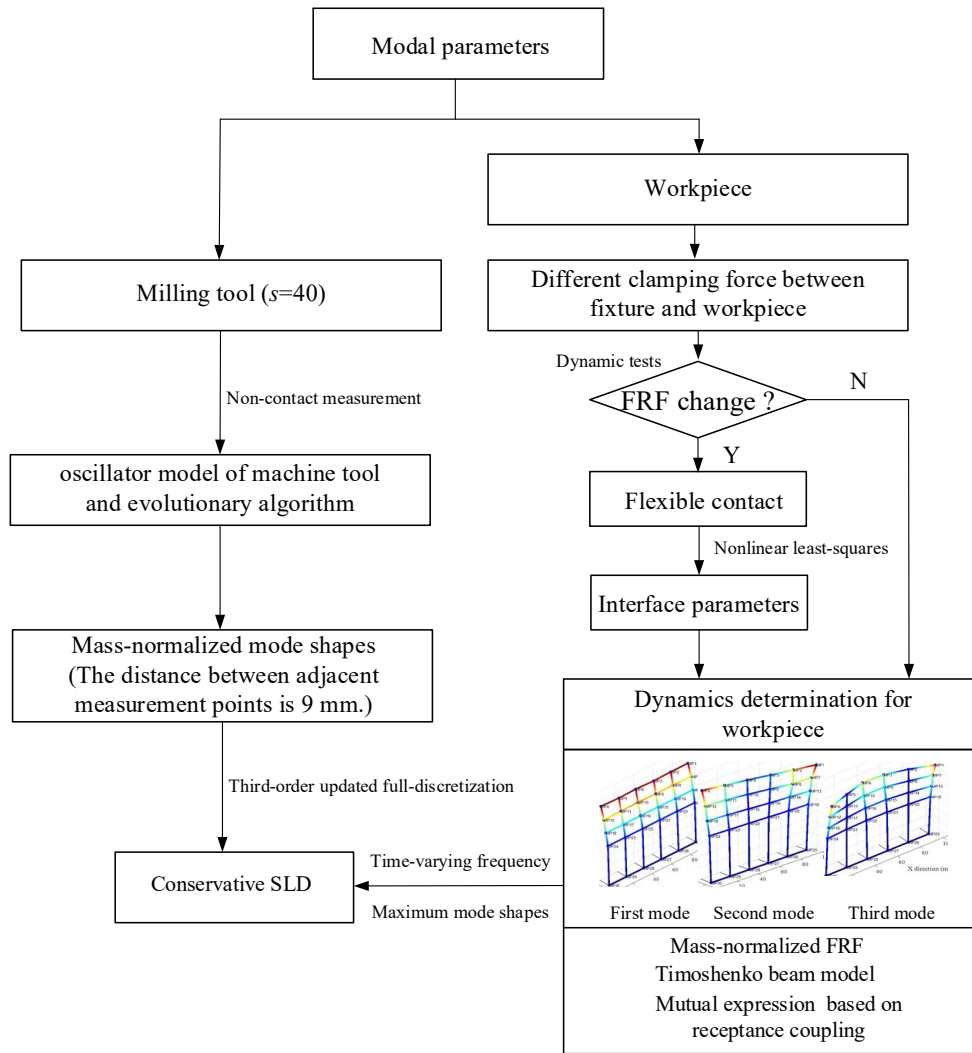 Modal parameters
Workpiece
Milling tool (s=40)
Different clamping force between
fixture and workpiece
Dynamic tests
FRF change ?
N
Y
Non-contact measurement
oscillator model of machine tool
and evolutionary algorithm
Flexible contact
Nonlinear least-squares
Interface parameters
Mass-normalized mode shapes
(The distance between adjacent
measurement points is 9 mm.)
Dynamics determination for
workpiece
Third-order updated full-discretization
Conservative SLD
Time-varying frequency
Maximum mode shapes
X direction (m
First mode
Second mode
Third mode
Mass-normalized FRF
Timoshenko beam model
Mutual expression based on
receptance coupling